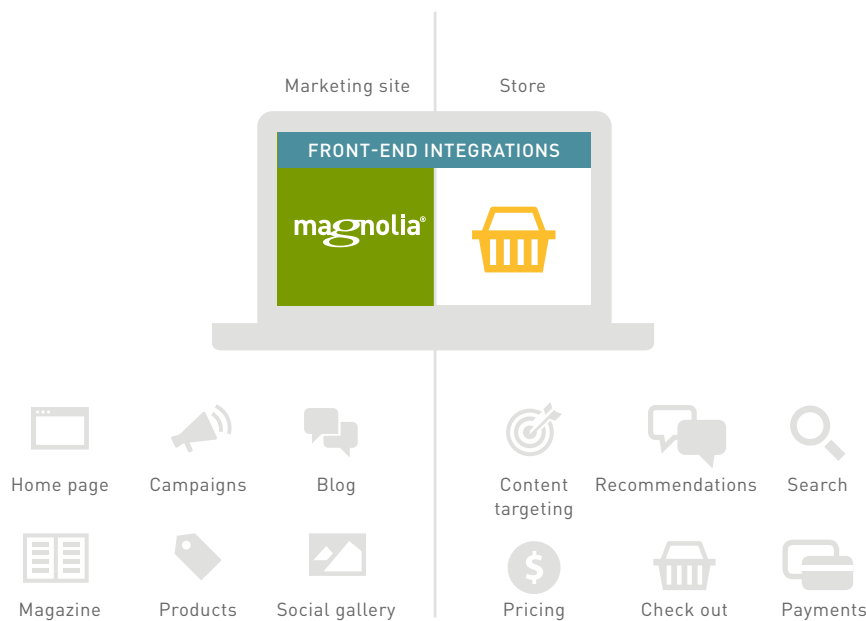 Marketing site
Store
FRONT-END INTEGRATIONS
magnolia®
Home page
Campaigns
Blog
Content
targeting
Recommendations
Search
$
Magazine
Products
Social gallery
Pricing
Check out
Payments